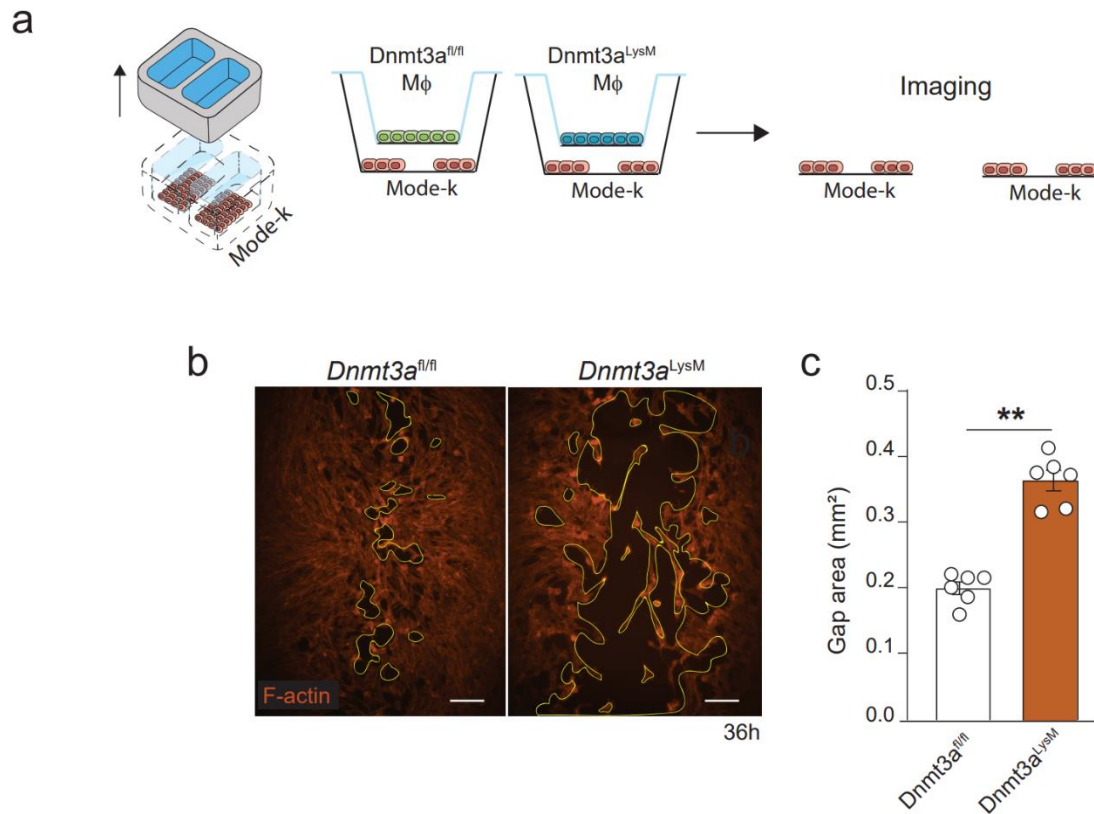 a
Dnmt3a^fl/fl
Mϕ
Dnmt3a^LysM
Mϕ
Imaging
Mode-k
Mode-k
Mode-k
Mode-k
Mode-k
b
Dnmt3a^fl/fl
Dnmt3a^LysM
b
F-actin
36h
c
0.5
0.4
0.3
0.2
0.1
0.0
Gap area (mm²)
**
Dnmt3a^fl/fl
Dnmt3a^LysM